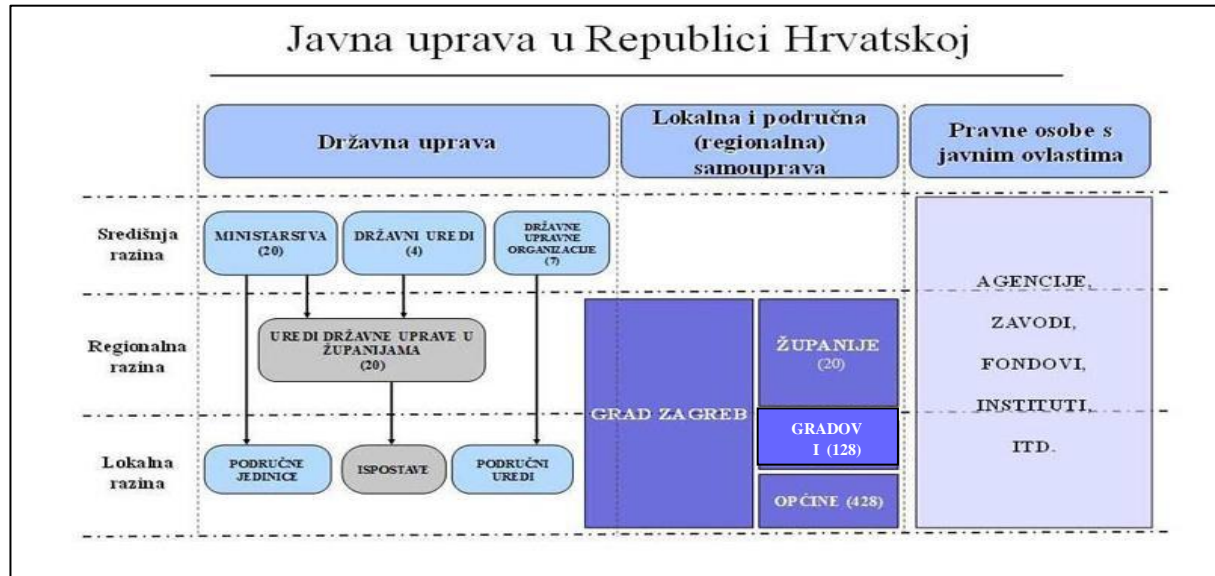 Javna uprava u Republici Hrvatskoj
Državna uprava
Lokalna i područna
(regionalna)
samouprava
Pravne osobe s
javnim ovlastima
Središnja
razina
MINISTARSTVA
(20)
DRŽAVNI UREDI
(4)
DRŽAVNE
UPRAVNE
ORGANIZACIJE
(7)
AGENCIJE,
ZAVODI,
FONDOVI,
INSTITUTI,
ITD.
Regionalna
razina
UREDI DRŽAVNE UPRAVE U
ŽUPANIJAMA
(20)
GRAD ZAGREB
ŽUPANIJE
(20)
GRADOV
I (128)
OPĆINE (428)
Lokalna
razina
PODRUČNE
JEDINICE
ISPOSTAVE
PODRUČNI
UREDI